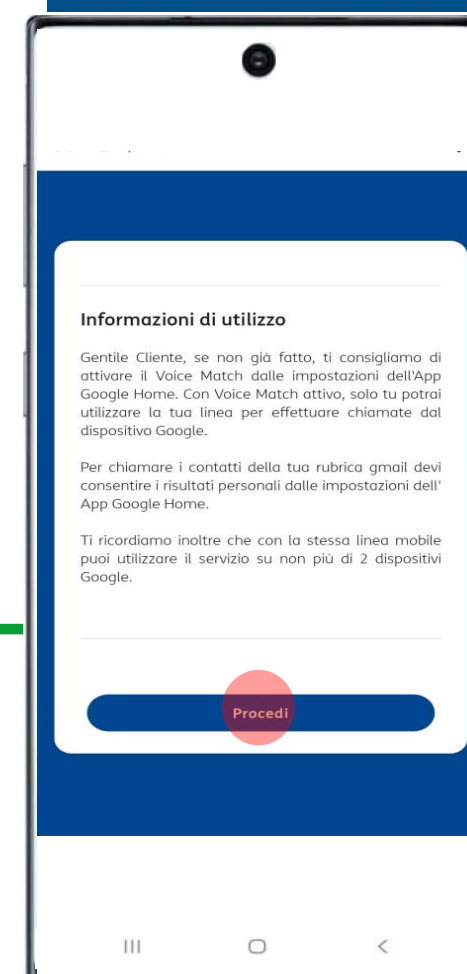 Informazioni di utilizzo
Gentile Cliente, se non già fatto, ti consigliamo di
attivare il Voice Match dalle impostazioni dell'App
Google Home. Con Voice Match attivo, solo tu potrai
utilizzare la tua linea per effettuare chiamate dal
dispositivo Google.
Per chiamare i contatti della tua rubrica gmail devi
consentire i risultati personali dalle impostazioni dell'
App Google Home.
Ti ricordiamo inoltre che con la stessa linea mobile
puoi utilizzare il servizio su non più di 2 dispositivi
Google.
Procedi